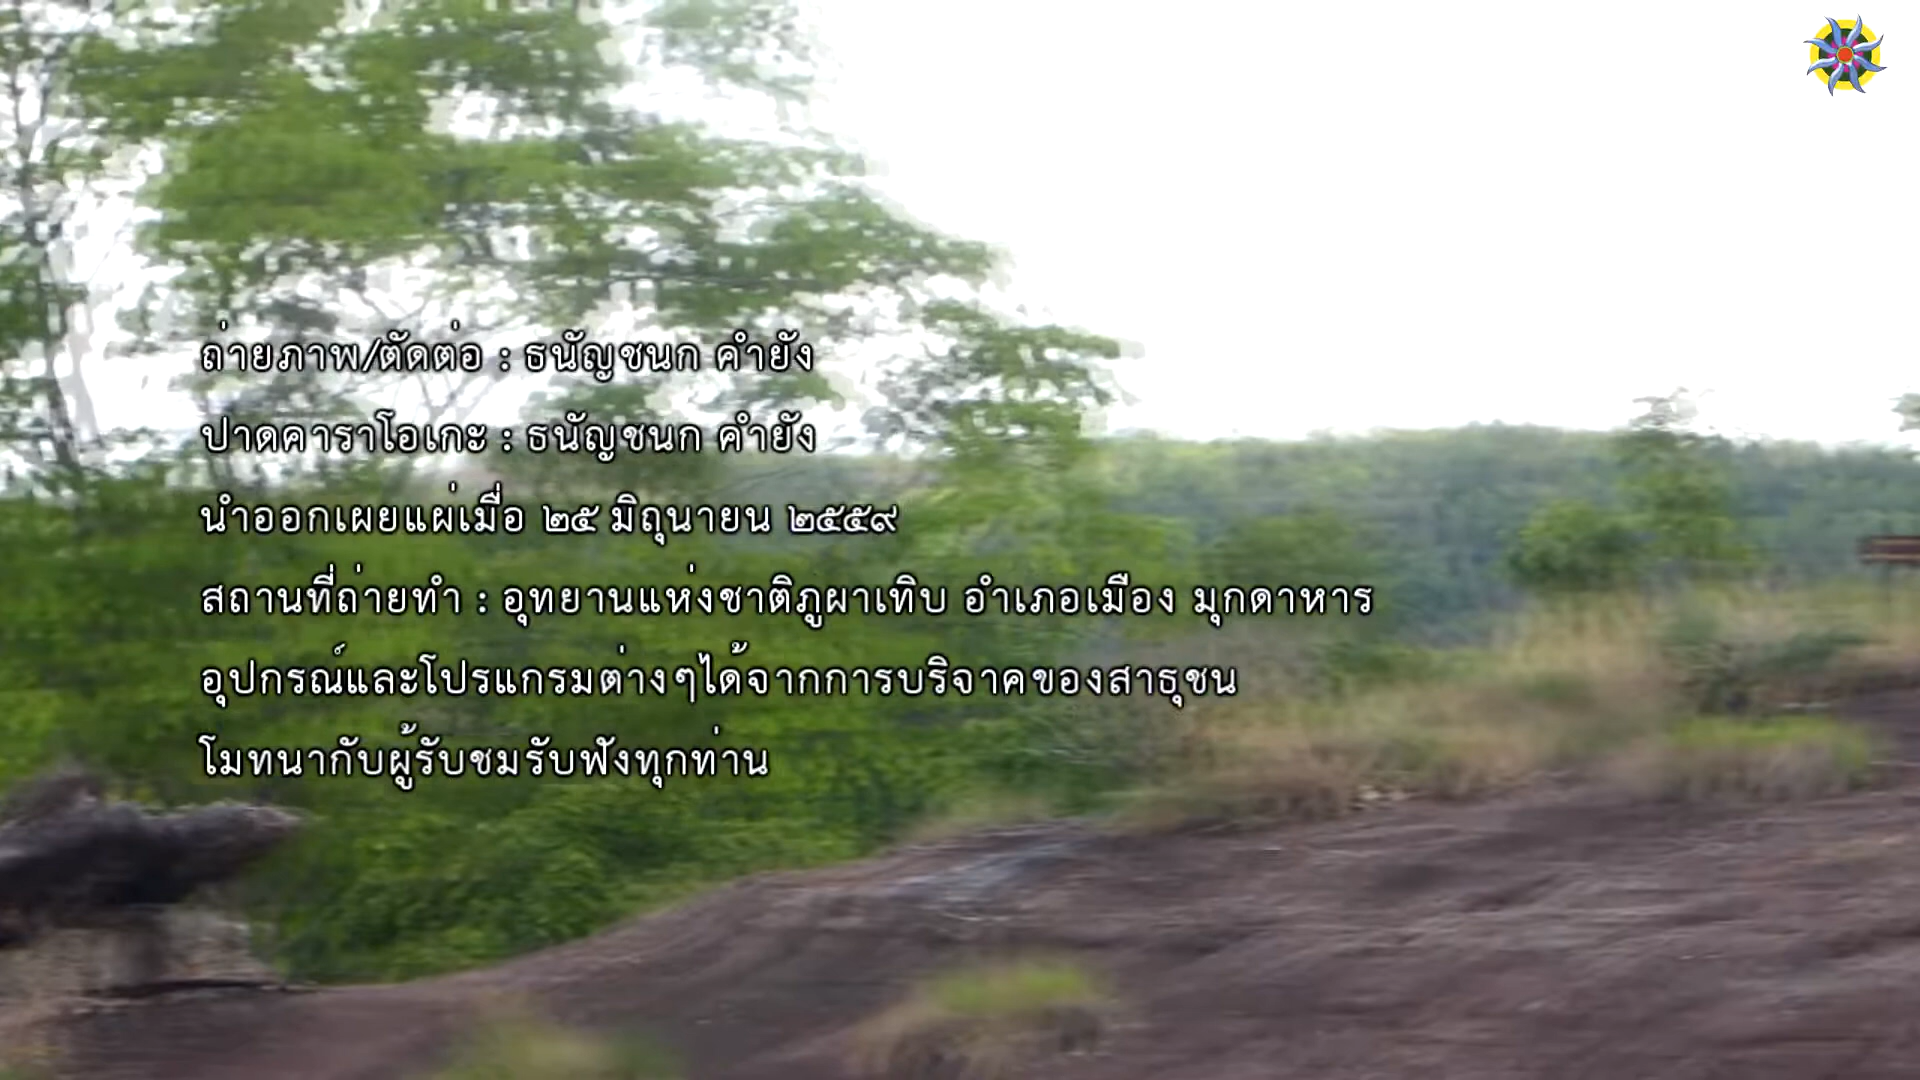 ถ่ายภาพ/ตัดต่อ : ธนัญชนก คำยัง
ปาดคาราโอเกะ : ธนัญชนก คำยัง
นำออกเผยแผ่เมื่อ ๒๕ มิถุนายน ๒๕๕๙
สถานที่ถ่ายทำ : อุทยานแห่งชาติภูผาเทิบ อำเภอเมือง มุกดาหาร
อุปกรณ์และโปรแกรมต่างๆได้จากการบริจาคของสาธุชน
โมทนากับผู้รับชมรับฟังทุกท่าน